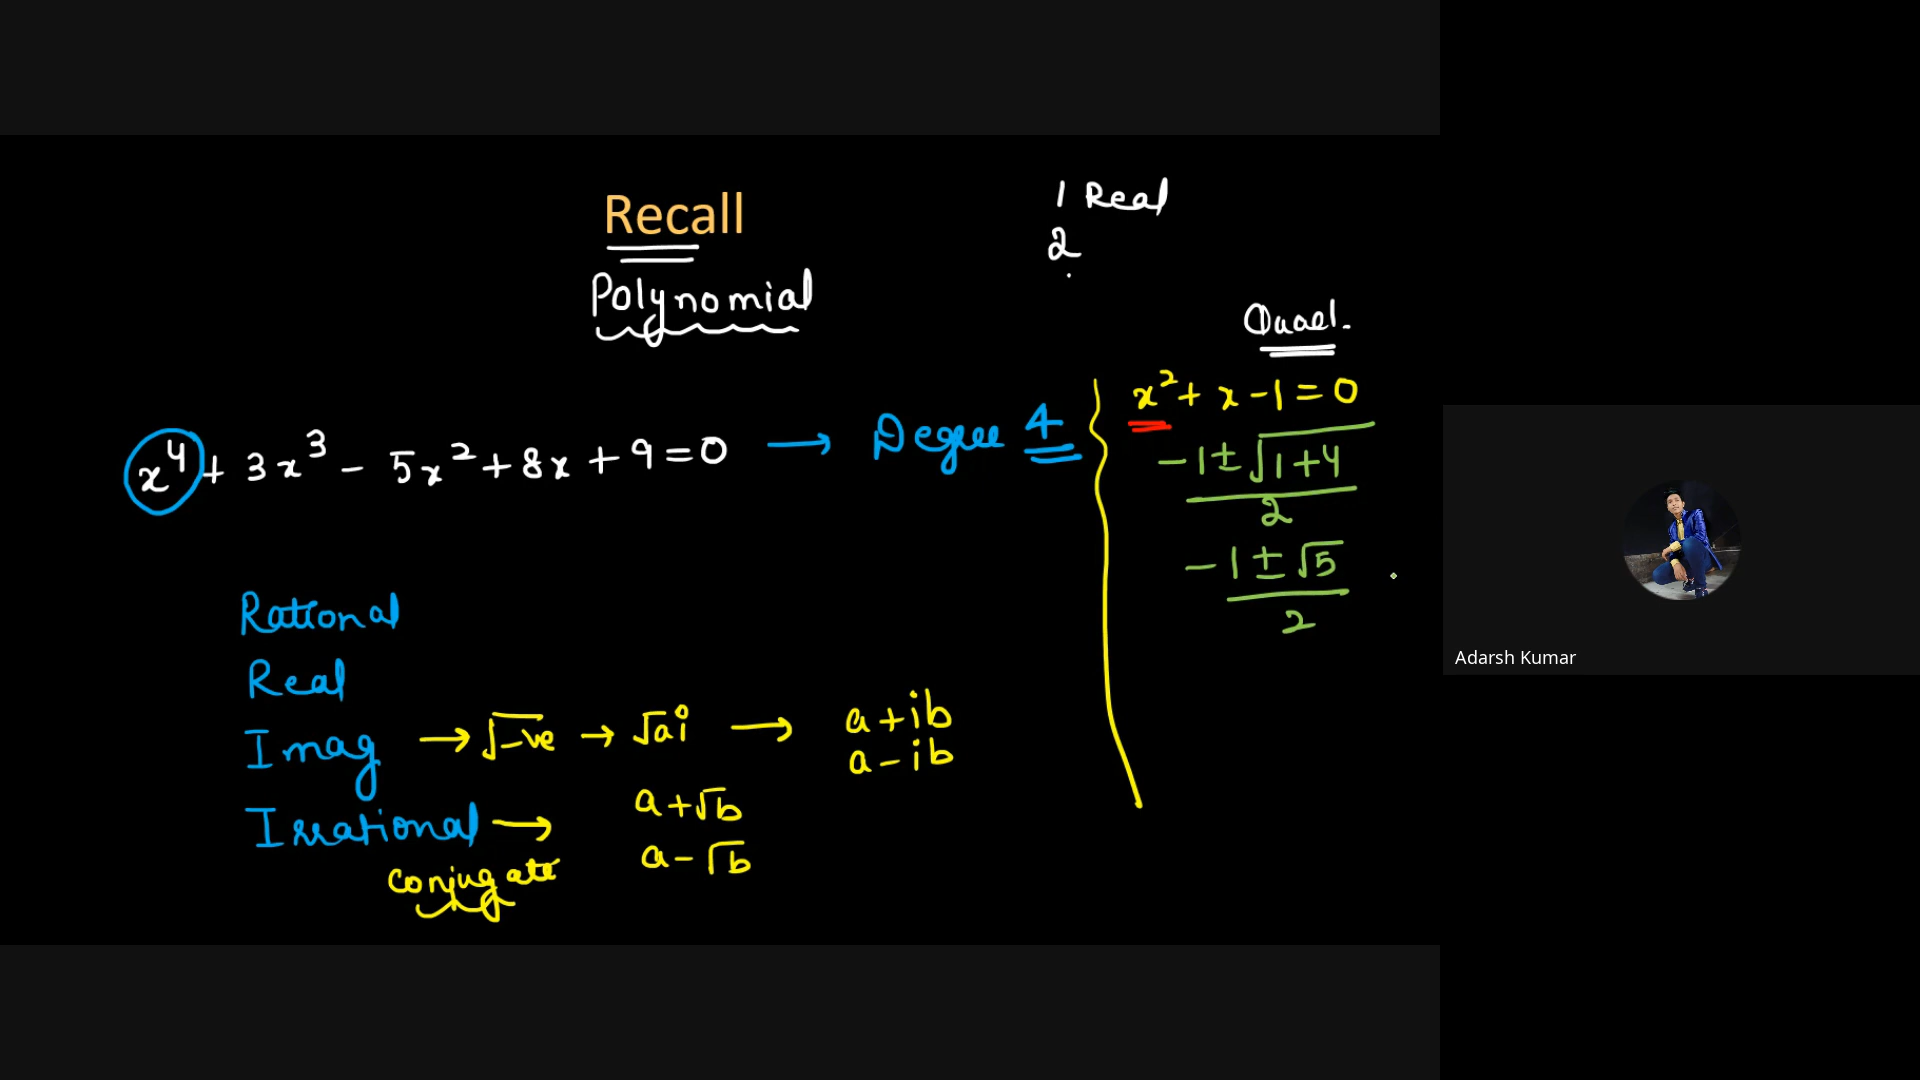 Recall
Polynomial
1 Real
2
Quad.
x⁴ + 3x³ - 5x² + 8x + 9 = 0 → Degree 4
x² + x - 1 = 0
-1 ± √1+4
2
-1 ± √5
2
Rational
Real
Imag → √-ve → √a i → a + ib
a - ib
Irrational → a + √b
a - √b
conjugate
Adarsh Kumar